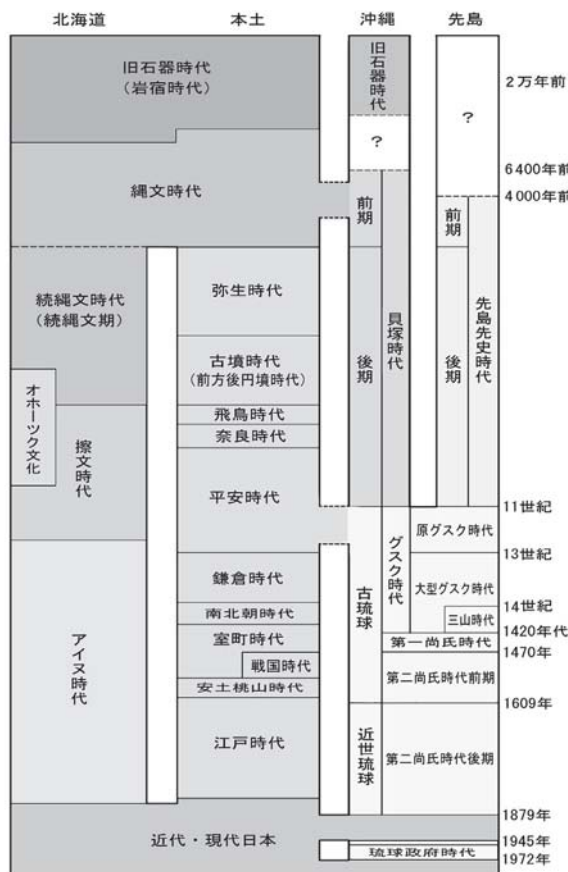 北海道
本土
沖縄
先島
旧石器時代
（岩宿時代）
旧石器時代
?
?
2万年前
6400年前
4000年前
縄文時代
前期
前期
続縄文時代
（続縄文期）
弥生時代
古墳時代
（前方後円墳時代）
後期
貝塚時代
後期
先島先史時代
オホーツク文化
擦文時代
飛鳥時代
奈良時代
平安時代
11世紀
原グスク時代
グスク時代
古琉球
13世紀
アイヌ時代
鎌倉時代
大型グスク時代
14世紀
南北朝時代
三山時代
1420年代
室町時代
第一尚氏時代
1470年
戦国時代
安土桃山時代
第二尚氏時代前期
1609年
江戸時代
近世琉球
第二尚氏時代後期
1879年
近代・現代日本
1945年
琉球政府時代
1972年